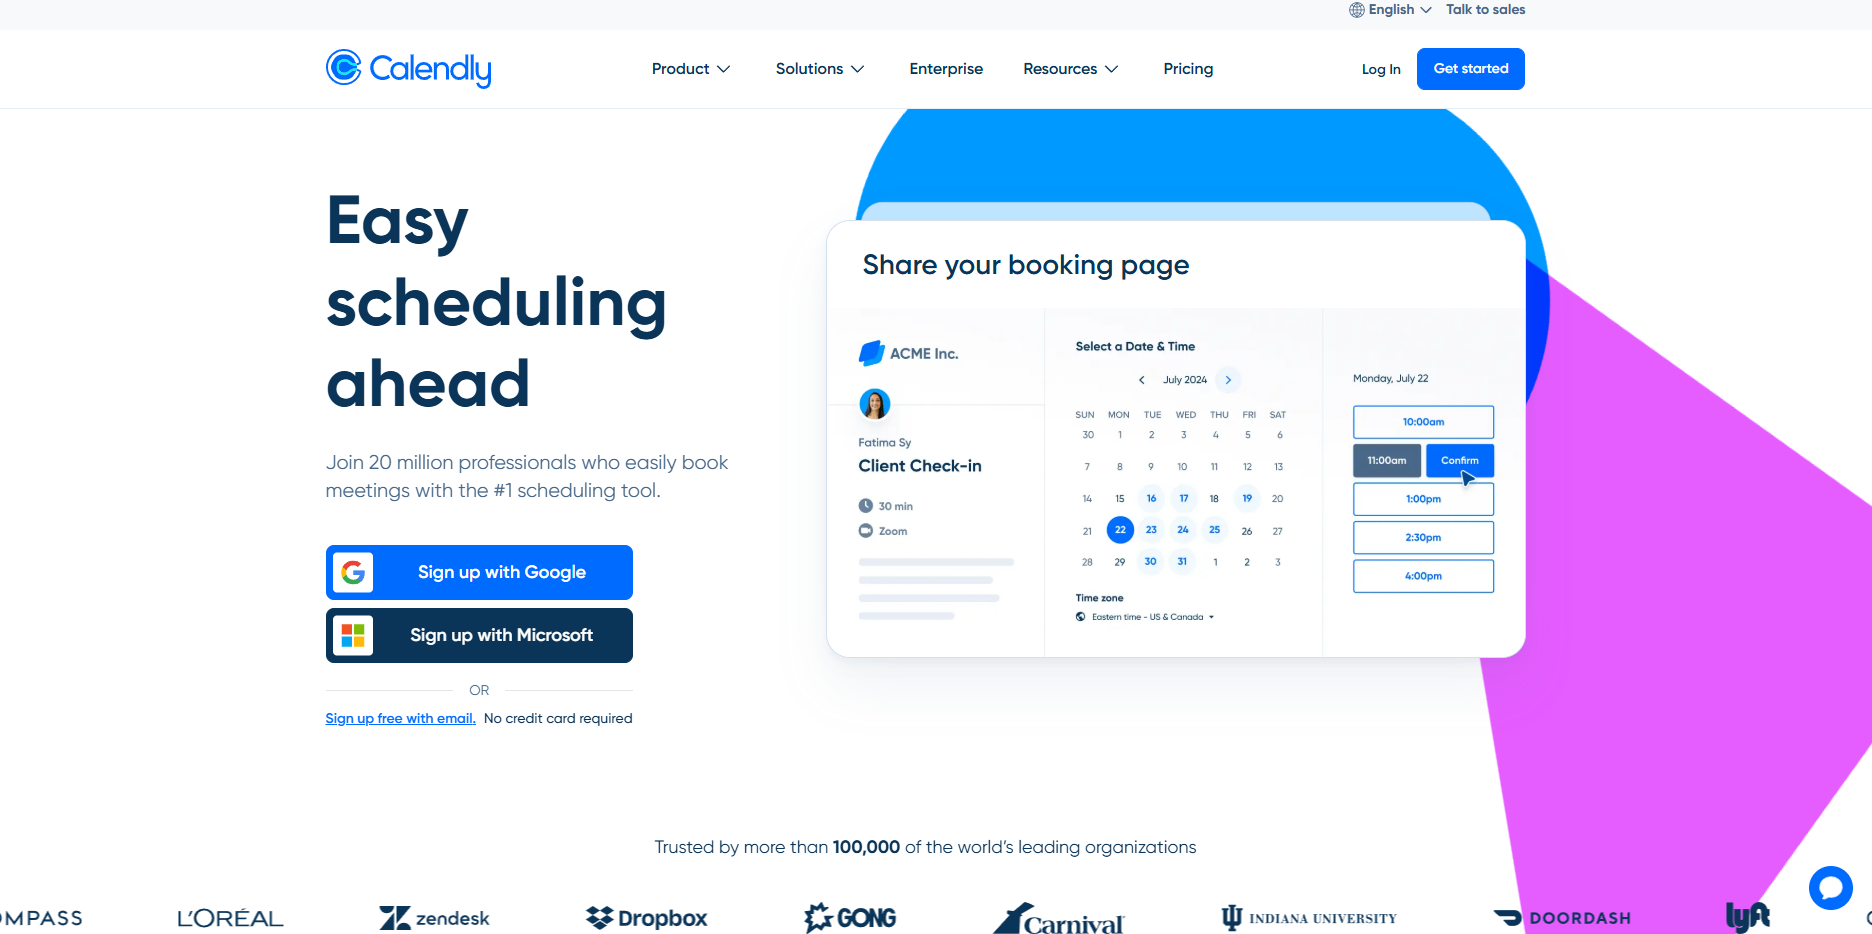 English
Talk to sales
Calendly
Product
Solutions
Enterprise
Resources
Pricing
Log In
Get started
Easy
scheduling
ahead
Join 20 million professionals who easily book
meetings with the #1 scheduling tool.
Sign up with Google
Sign up with Microsoft
OR
Sign up free with email. No credit card required
Share your booking page
ACME Inc.
Fatima Sy
Client Check-in
30 min
Zoom
Select a Date & Time
July 2024
SUN MON TUE WED THU FRI SAT
30 1 2 3 4 5 6
7 8 9 10 11 12 13
14 15 16 17 18 19 20
21 22 23 24 25 26 27
28 29 30 31 1 2 3
Time zone
Eastern time - US & Canada
Monday, July 22
10:00am
11:00am Confirm
1:00pm
2:30pm
4:00pm
Trusted by more than 100,000 of the world's leading organizations
MPASS L'ORÉAL zendesk Dropbox GONG Carnival INDIANA UNIVERSITY DOORDASH lyft